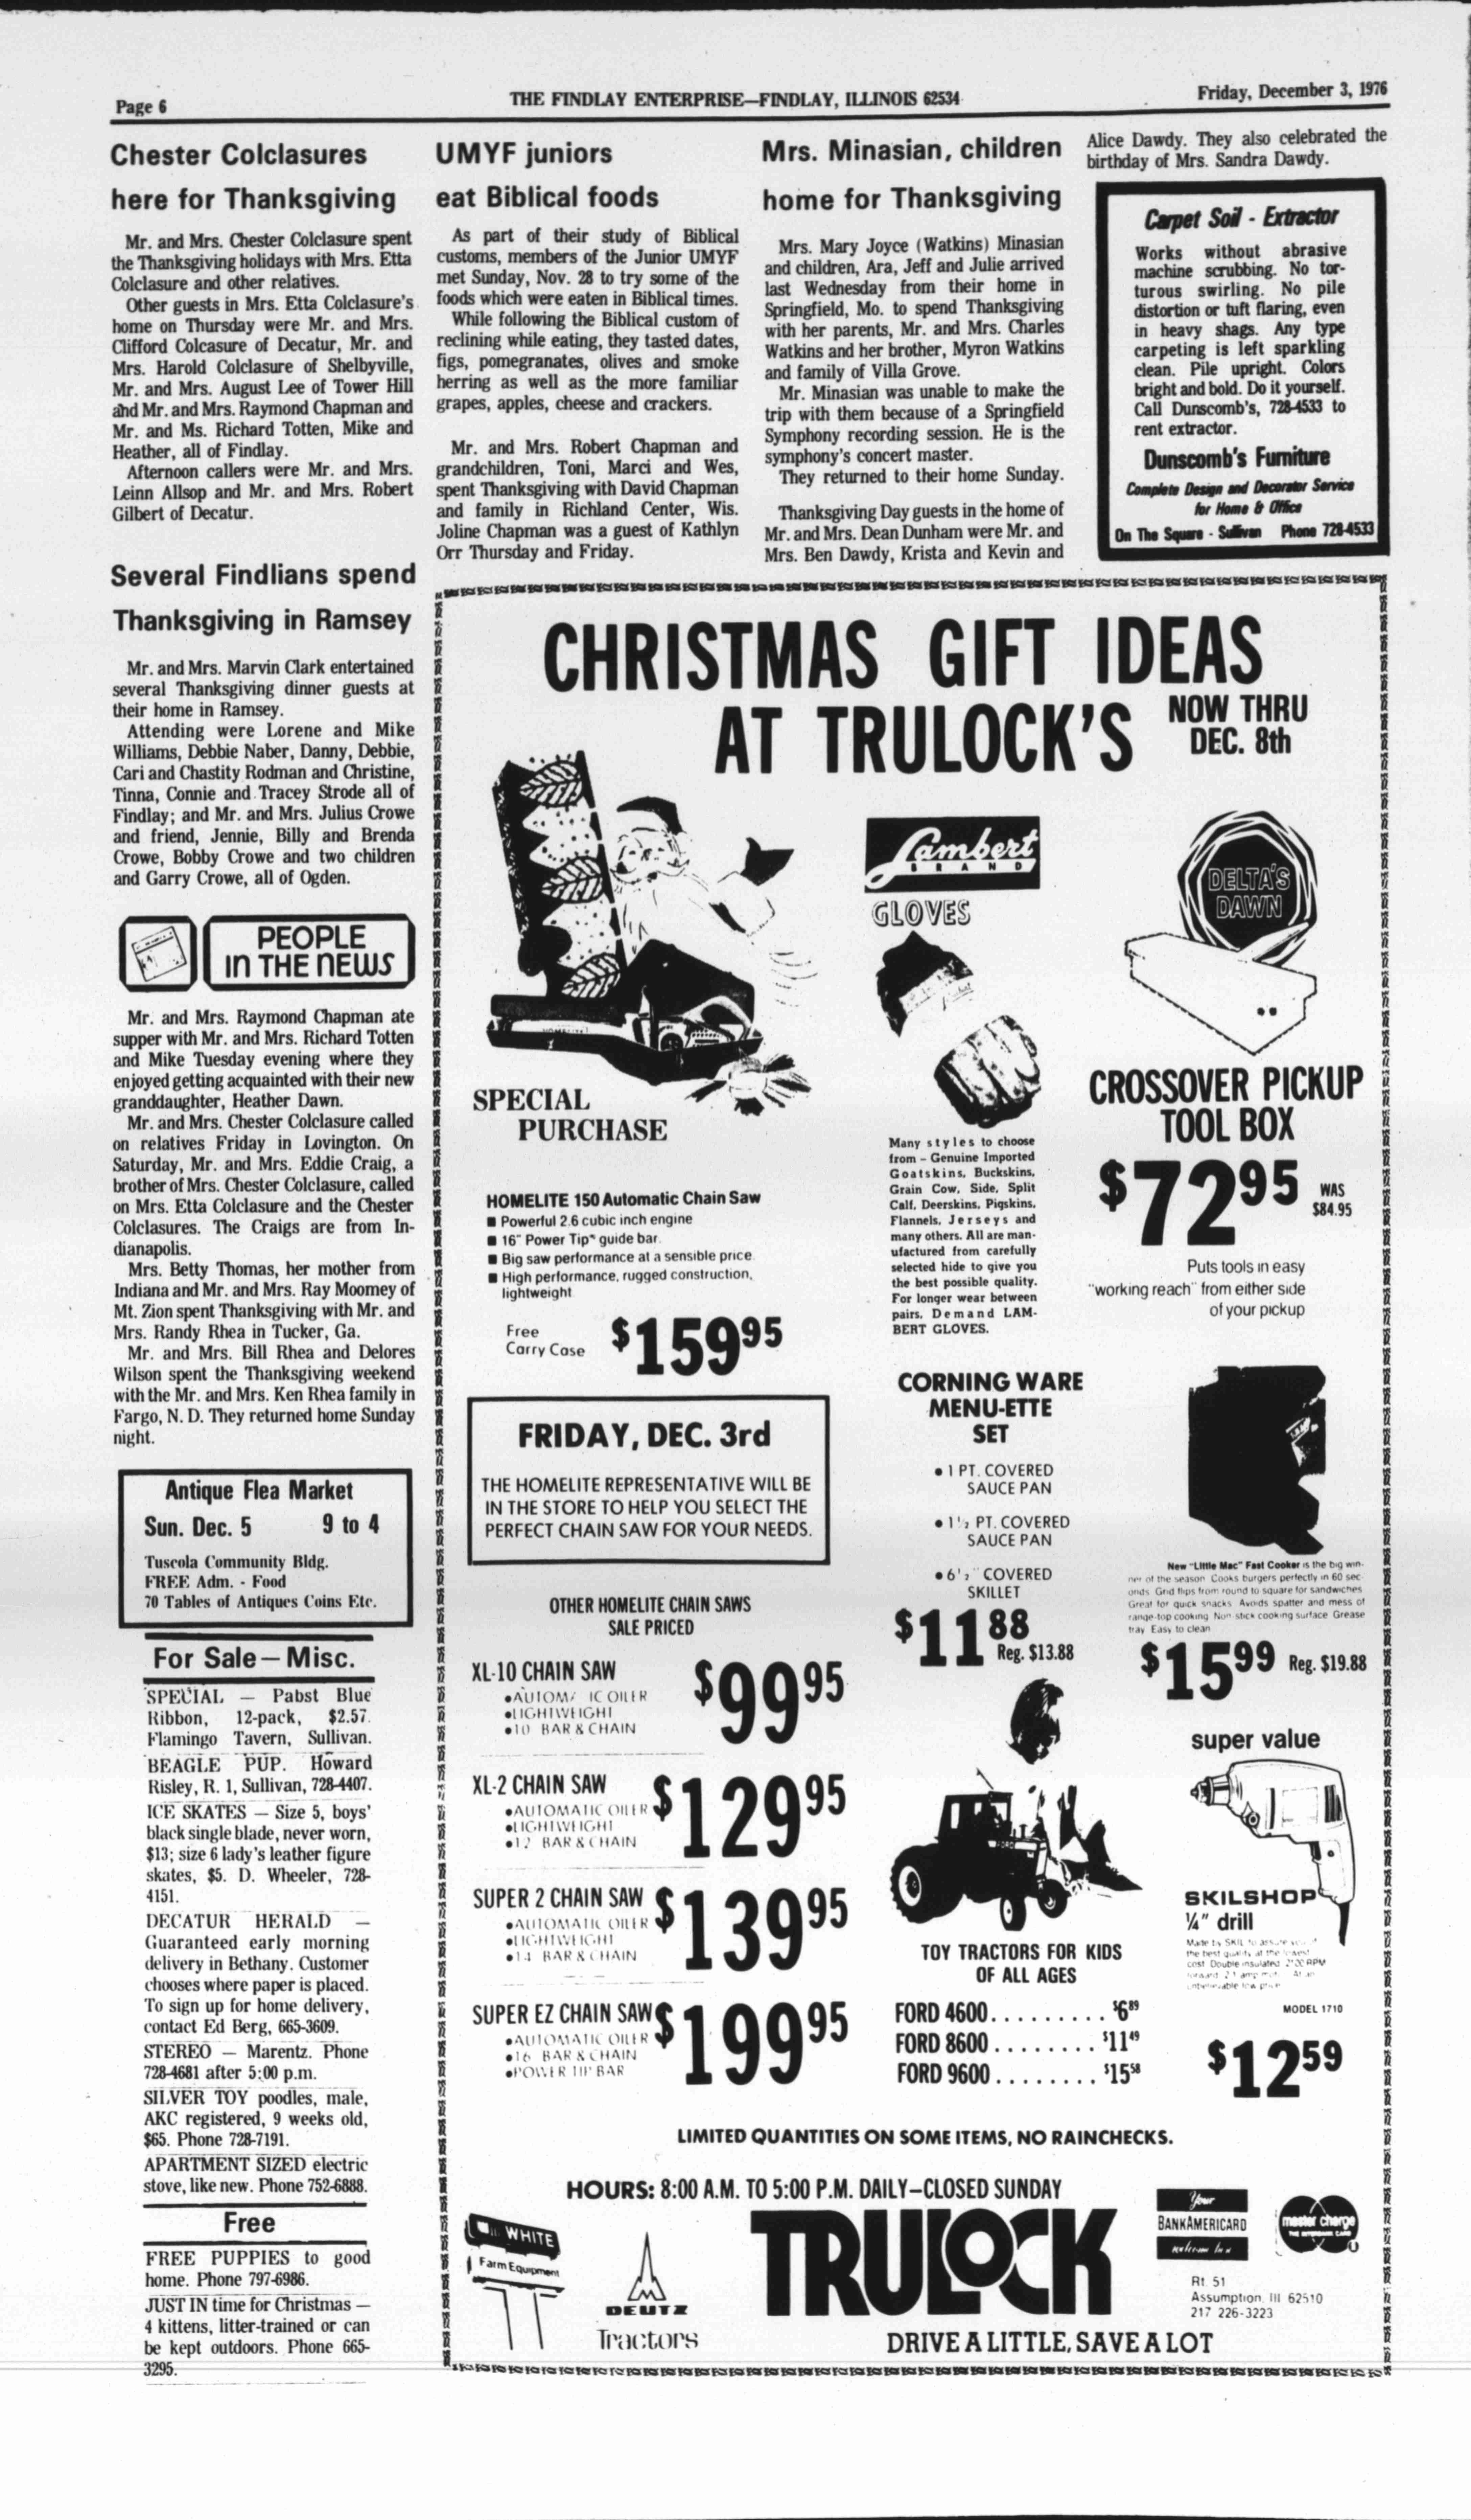 Page 6
THE FINDLAY ENTERPRISE—FINDLAY, ILLINOIS 62534
Friday, December 3, 1976
Chester Colclasures
here for Thanksgiving
Mr. and Mrs. Chester Colclasure spent
the Thanksgiving holidays with Mrs. Etta
Colclasure and other relatives.
Other guests in Mrs. Etta Colclasure's
home on Thursday were Mr. and Mrs.
Clifford Colcasure of Decatur, Mr. and
Mrs. Harold Colclasure of Shelbyville,
Mr. and Mrs. August Lee of Tower Hill
and Mr. and Mrs. Raymond Chapman and
Mr. and Ms. Richard Totten, Mike and
Heather, all of Findlay.
Afternoon callers were Mr. and Mrs.
Leinn Allsop and Mr. and Mrs. Robert
Gilbert of Decatur.
Several Findlians spend
Thanksgiving in Ramsey
Mr. and Mrs. Marvin Clark entertained
several Thanksgiving dinner guests at
their home in Ramsey.
Attending were Lorene and Mike
Williams, Debbie Naber, Danny, Debbie,
Cari and Chastity Rodman and Christine,
Tinna, Connie and Tracey Strode all of
Findlay; and Mr. and Mrs. Julius Crowe
and friend, Jennie, Billy and Brenda
Crowe, Bobby Crowe and two children
and Garry Crowe, all of Ogden.
PEOPLE
IN THE NEWS
Mr. and Mrs. Raymond Chapman ate
supper with Mr. and Mrs. Richard Totten
and Mike Tuesday evening where they
enjoyed getting acquainted with their new
granddaughter, Heather Dawn.
Mr. and Mrs. Chester Colclasure called
on relatives Friday in Lovington. On
Saturday, Mr. and Mrs. Eddie Craig, a
brother of Mrs. Chester Colclasure, called
on Mrs. Etta Colclasure and the Chester
Colclasures. The Craigs are from In-
dianapolis.
Mrs. Betty Thomas, her mother from
Indiana and Mr. and Mrs. Ray Moomey of
Mt. Zion spent Thanksgiving with Mr. and
Mrs. Randy Rhea in Tucker, Ga.
Mr. and Mrs. Bill Rhea and Delores
Wilson spent the Thanksgiving weekend
with the Mr. and Mrs. Ken Rhea family in
Fargo, N. D. They returned home Sunday
night.
Antique Flea Market
Sun. Dec. 5 9 to 4
Tuscola Community Bldg.
FREE Adm. - Food
70 Tables of Antiques Coins Etc.
For Sale—Misc.
SPECIAL — Pabst Blue
Ribbon, 12-pack, $2.57.
Flamingo Tavern, Sullivan.
BEAGLE PUP. Howard
Risley, R. 1, Sullivan, 728-4407.
ICE SKATES — Size 5, boys'
black single blade, never worn,
$13; size 6 lady's leather figure
skates, $5. D. Wheeler, 728-
4151.
DECATUR HERALD —
Guaranteed early morning
delivery in Bethany. Customer
chooses where paper is placed.
To sign up for home delivery,
contact Ed Berg, 665-3609.
STEREO — Marentz. Phone
728-4681 after 5:00 p.m.
SILVER TOY poodles, male,
AKC registered, 9 weeks old,
$65. Phone 728-7191.
APARTMENT SIZED electric
stove, like new. Phone 752-6888.
Free
FREE PUPPIES to good
home. Phone 797-6986.
JUST IN time for Christmas —
4 kittens, litter-trained or can
be kept outdoors. Phone 665-
3295.
UMYF juniors
eat Biblical foods
As part of their study of Biblical
customs, members of the Junior UMYF
met Sunday, Nov. 28 to try some of the
foods which were eaten in Biblical times.
While following the Biblical custom of
reclining while eating, they tasted dates,
figs, pomegranates, olives and smoke
herring as well as the more familiar
grapes, apples, cheese and crackers.
Mr. and Mrs. Robert Chapman and
grandchildren, Toni, Marci and Wes,
spent Thanksgiving with David Chapman
and family in Richland Center, Wis.
Joline Chapman was a guest of Kathlyn
Orr Thursday and Friday.
Mrs. Minasian, children
home for Thanksgiving
Mrs. Mary Joyce (Watkins) Minasian
and children, Ara, Jeff and Julie arrived
last Wednesday from their home in
Springfield, Mo. to spend Thanksgiving
with her parents, Mr. and Mrs. Charles
Watkins and her brother, Myron Watkins
and family of Villa Grove.
Mr. Minasian was unable to make the
trip with them because of a Springfield
Symphony recording session. He is the
symphony's concert master.
They returned to their home Sunday.
Thanksgiving Day guests in the home of
Mr. and Mrs. Dean Dunham were Mr. and
Mrs. Ben Dawdy, Krista and Kevin and
Alice Dawdy. They also celebrated the
birthday of Mrs. Sandra Dawdy.
Carpet Soil - Extractor
Works without abrasive
machine scrubbing. No tor-
turous swirling. No pile
distortion or tuft flaring, even
in heavy shags. Any type
carpeting is left sparkling
clean. Pile upright. Colors
bright and bold. Do it yourself.
Call Dunscomb's, 728-4533 to
rent extractor.
Dunscomb's Furniture
Complete Design and Decorator Service
for Home & Office
On The Square - Sullivan Phone 728-4533
CHRISTMAS GIFT IDEAS
AT TRULOCK'S
NOW THRU
DEC. 8th
SPECIAL
PURCHASE
HOMELITE 150 Automatic Chain Saw
■ Powerful 2.6 cubic inch engine
■ 16" Power Tip* guide bar.
■ Big saw performance at a sensible price.
■ High performance, rugged construction,
lightweight
Free
Carry Case
$159⁹⁵
FRIDAY, DEC. 3rd
THE HOMELITE REPRESENTATIVE WILL BE
IN THE STORE TO HELP YOU SELECT THE
PERFECT CHAIN SAW FOR YOUR NEEDS.
OTHER HOMELITE CHAIN SAWS
SALE PRICED
XL-10 CHAIN SAW
$99⁹⁵
●LIGHTWEIGHT
●10 BAR & CHAIN
XL-2 CHAIN SAW
$129⁹⁵
●AUTOMATIC OILER
●LIGHTWEIGHT
●12 BAR & CHAIN
SUPER 2 CHAIN SAW
$139⁹⁵
●AUTOMATIC OILER
●LIGHTWEIGHT
●14 BAR & CHAIN
SUPER EZ CHAIN SAW
$199⁹⁵
●AUTOMATIC OILER
●16 BAR & CHAIN
●POWER TIP BAR
Lambert
BRAND
GLOVES
Many styles to choose
from - Genuine Imported
Goatskins, Buckskins,
Grain Cow, Side, Split
Calf, Deerskins, Pigskins,
Flannels, Jerseys and
many others. All are man-
ufactured from carefully
selected hide to give you
the best possible quality.
For longer wear between
pairs. Demand LAM-
BERT GLOVES.
DELTA'S
DAWN
CROSSOVER PICKUP
TOOL BOX
$72⁹⁵
WAS
$84.95
Puts tools in easy
"working reach" from either side
of your pickup
CORNING WARE
MENU-ETTE
SET
● 1 PT. COVERED
SAUCE PAN
● 1½ PT. COVERED
SAUCE PAN
● 6½" COVERED
SKILLET
$11⁸⁸
Reg. $13.88
New "Little Mac" Fast Cooker is the big win-
ner of the season. Cooks burgers perfectly in 60 sec-
onds. Grid flips from round to square for sandwiches
Great for quick snacks. Avoids spatter and mess of
range-top cooking. Non-stick cooking surface. Grease
tray. Easy to clean
$15⁹⁹ Reg. $19.88
TOY TRACTORS FOR KIDS
OF ALL AGES
FORD 4600.......... $6⁸⁹
FORD 8600........ $11⁴⁹
FORD 9600........ $15⁵⁸
super value
SKILSHOP
¼" drill
Made by SKIL to assure you of
the best quality at the lowest
cost. Double insulated. 2100 RPM
unbelievable low price
MODEL 1710
$12⁵⁹
LIMITED QUANTITIES ON SOME ITEMS, NO RAINCHECKS.
HOURS: 8:00 A.M. TO 5:00 P.M. DAILY—CLOSED SUNDAY
WHITE
Farm Equipment
DEUTZ
Tractors
TRULOCK
DRIVE A LITTLE, SAVE A LOT
Your
BANKAMERICARD
welcome here
master charge
THE INTERBANK CARD
Rt. 51
Assumption, Ill. 62510
217 226-3223